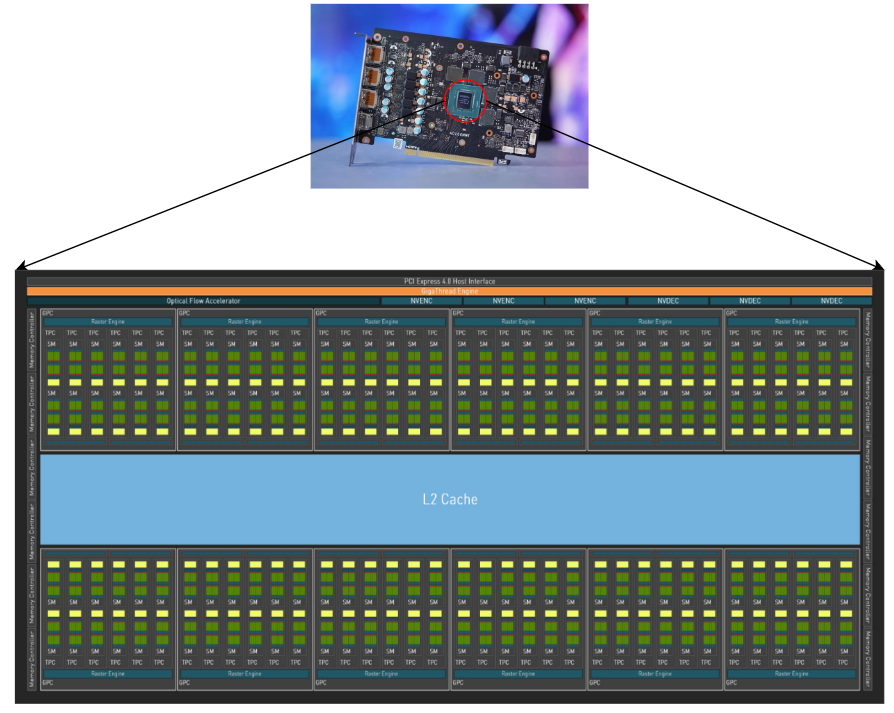 PCI Express 4.0 Host Interface
GigaThread Engine
Optical Flow Accelerator NVENC NVENC NVENC NVDEC NVDEC NVDEC
GPC GPC GPC GPC GPC GPC
Raster Engine Raster Engine Raster Engine Raster Engine Raster Engine Raster Engine
TPC TPC TPC TPC TPC TPC TPC TPC TPC TPC TPC TPC TPC TPC TPC TPC TPC TPC TPC TPC TPC TPC TPC TPC TPC TPC TPC TPC TPC TPC TPC TPC TPC TPC TPC TPC
SM SM SM SM SM SM SM SM SM SM SM SM SM SM SM SM SM SM SM SM SM SM SM SM SM SM SM SM SM SM SM SM SM SM SM SM
SM SM SM SM SM SM SM SM SM SM SM SM SM SM SM SM SM SM SM SM SM SM SM SM SM SM SM SM SM SM SM SM SM SM SM SM
L2 Cache
SM SM SM SM SM SM SM SM SM SM SM SM SM SM SM SM SM SM SM SM SM SM SM SM SM SM SM SM SM SM SM SM SM SM SM SM
SM SM SM SM SM SM SM SM SM SM SM SM SM SM SM SM SM SM SM SM SM SM SM SM SM SM SM SM SM SM SM SM SM SM SM SM
TPC TPC TPC TPC TPC TPC TPC TPC TPC TPC TPC TPC TPC TPC TPC TPC TPC TPC TPC TPC TPC TPC TPC TPC TPC TPC TPC TPC TPC TPC TPC TPC TPC TPC TPC TPC
Raster Engine Raster Engine Raster Engine Raster Engine Raster Engine Raster Engine
GPC GPC GPC GPC GPC GPC
Memory Controller Memory Controller Memory Controller Memory Controller Memory Controller Memory Controller
Memory Controller Memory Controller Memory Controller Memory Controller Memory Controller Memory Controller